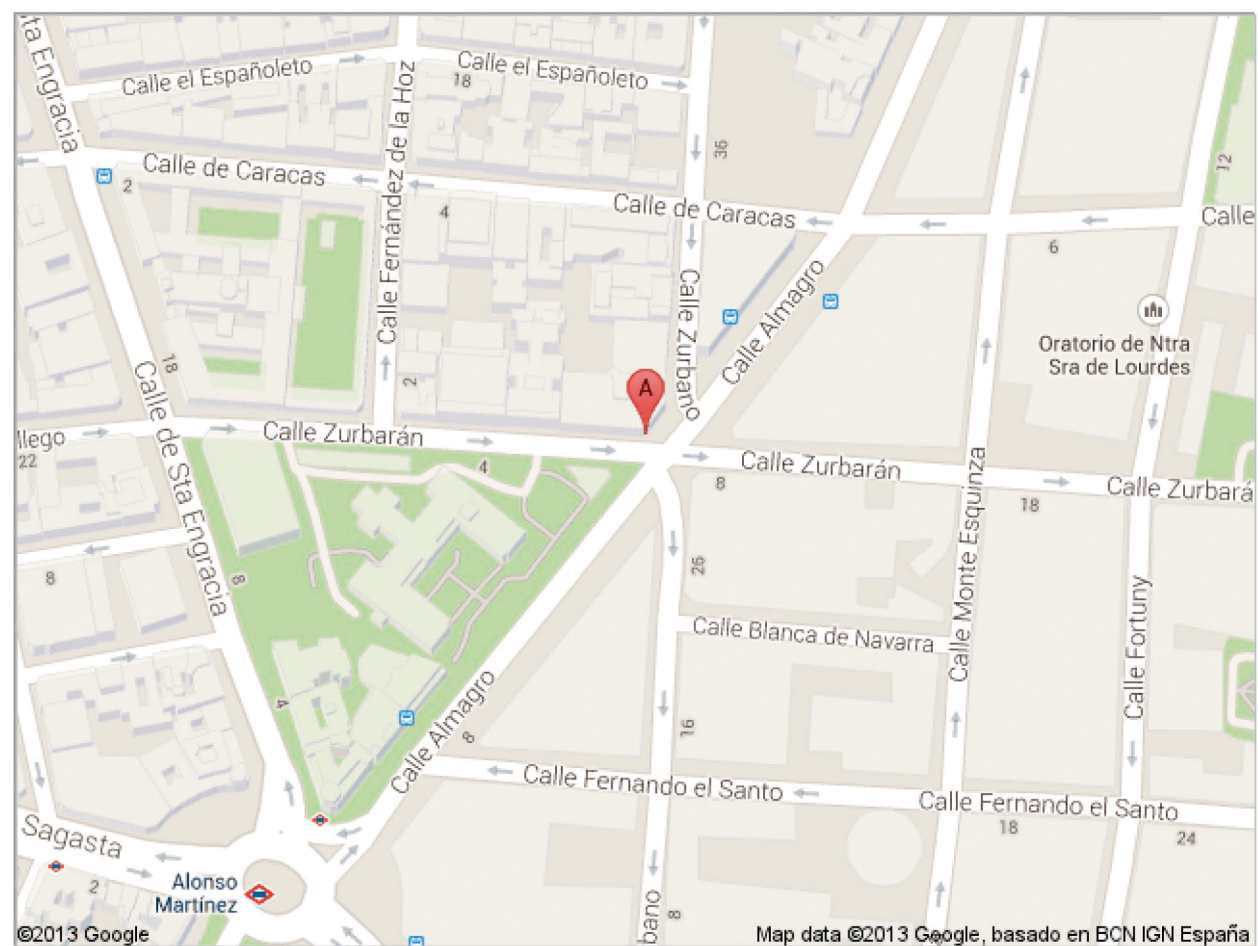 ta Engracia
Calle el Españoleto
Calle el Españoleto
18
Calle Fernández de la Hoz
36
12
Calle de Caracas
2
4
Calle de Caracas
Calle
6
Calle Zurbano
Calle Almagro
Oratorio de Ntra
Sra de Lourdes
18
Calle de Sta Engracia
2
A
llego
22
Calle Zurbarán
4
Calle Zurbarán
8
18
Calle Zurbará
Calle Monte Esquinza
8
8
26
Calle Blanca de Navarra
Calle Fortuny
4
Calle Almagro
8
16
Calle Fernando el Santo
Calle Fernando el Santo
18
24
Sagasta
2
Alonso
Martínez
bano
8
©2013 Google
Map data ©2013 Google, basado en BCN IGN España